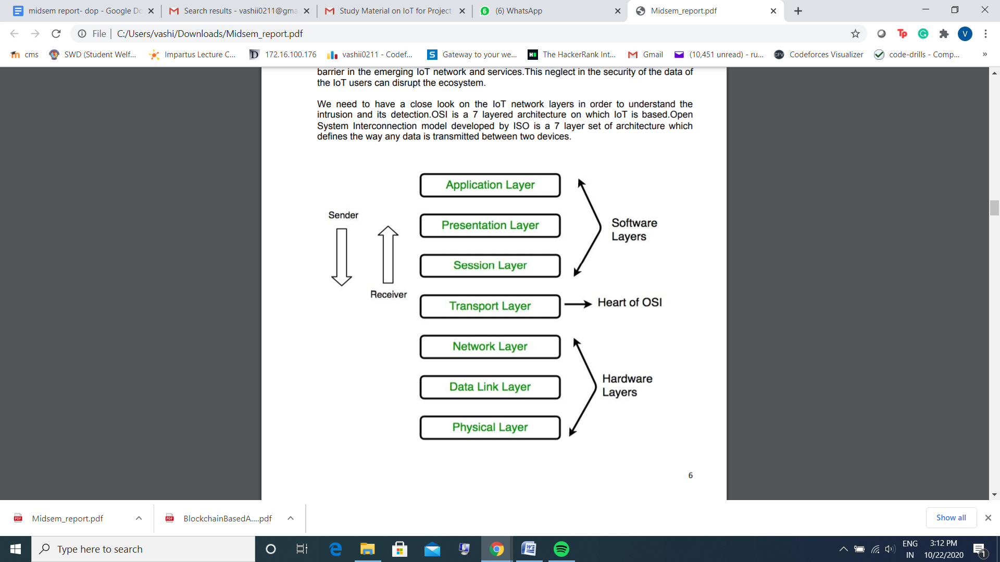 midsem report- dop - Google Do
Search results - vashii0211@gma
Study Material on IoT for Project
(6) WhatsApp
Midsem_report.pdf
File
C:/Users/vashi/Downloads/Midsem_report.pdf
cms
SWD (Student Welf...
Impartus Lecture C...
172.16.100.176
vashii0211 - Codef...
Gateway to your we...
The HackerRank Int...
Gmail
(10,451 unread) - ru...
Codeforces Visualizer
code-drills - Comp...
»
barrier in the emerging IoT network and services.This neglect in the security of the data of
the IoT users can disrupt the ecosystem.
We need to have a close look on the IoT network layers in order to understand the
intrusion and its detection.OSI is a 7 layered architecture on which IoT is based.Open
System Interconnection model developed by ISO is a 7 layer set of architecture which
defines the way any data is transmitted between two devices.
Application Layer
Sender
Presentation Layer
Software
Layers
Session Layer
Receiver
Transport Layer
Heart of OSI
Network Layer
Hardware
Layers
Data Link Layer
Physical Layer
6
Midsem_report.pdf
BlockchainBasedA....pdf
Show all
Type here to search
ENG
IN
3:12 PM
10/22/2020
1